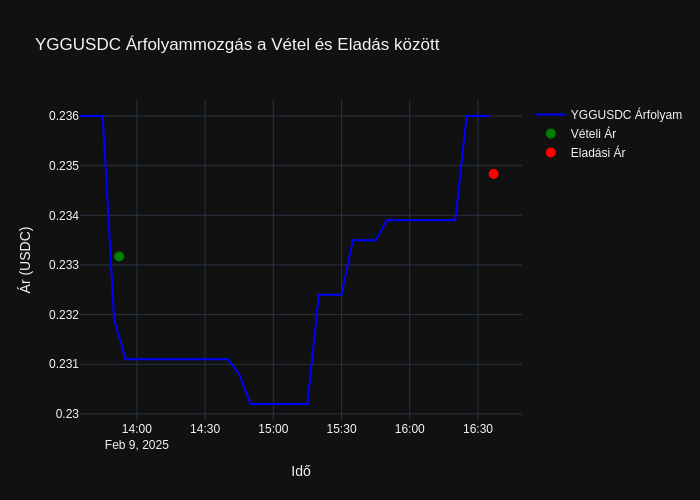 YGGUSDC Árfolyammozgás a Vétel és Eladás között
YGGUSDC Árfolyam
Vételi Ár
Eladási Ár
Ár (USDC)
0.236
0.235
0.234
0.233
0.232
0.231
0.23
14:00 14:30 15:00 15:30 16:00 16:30
Feb 9, 2025
Idő